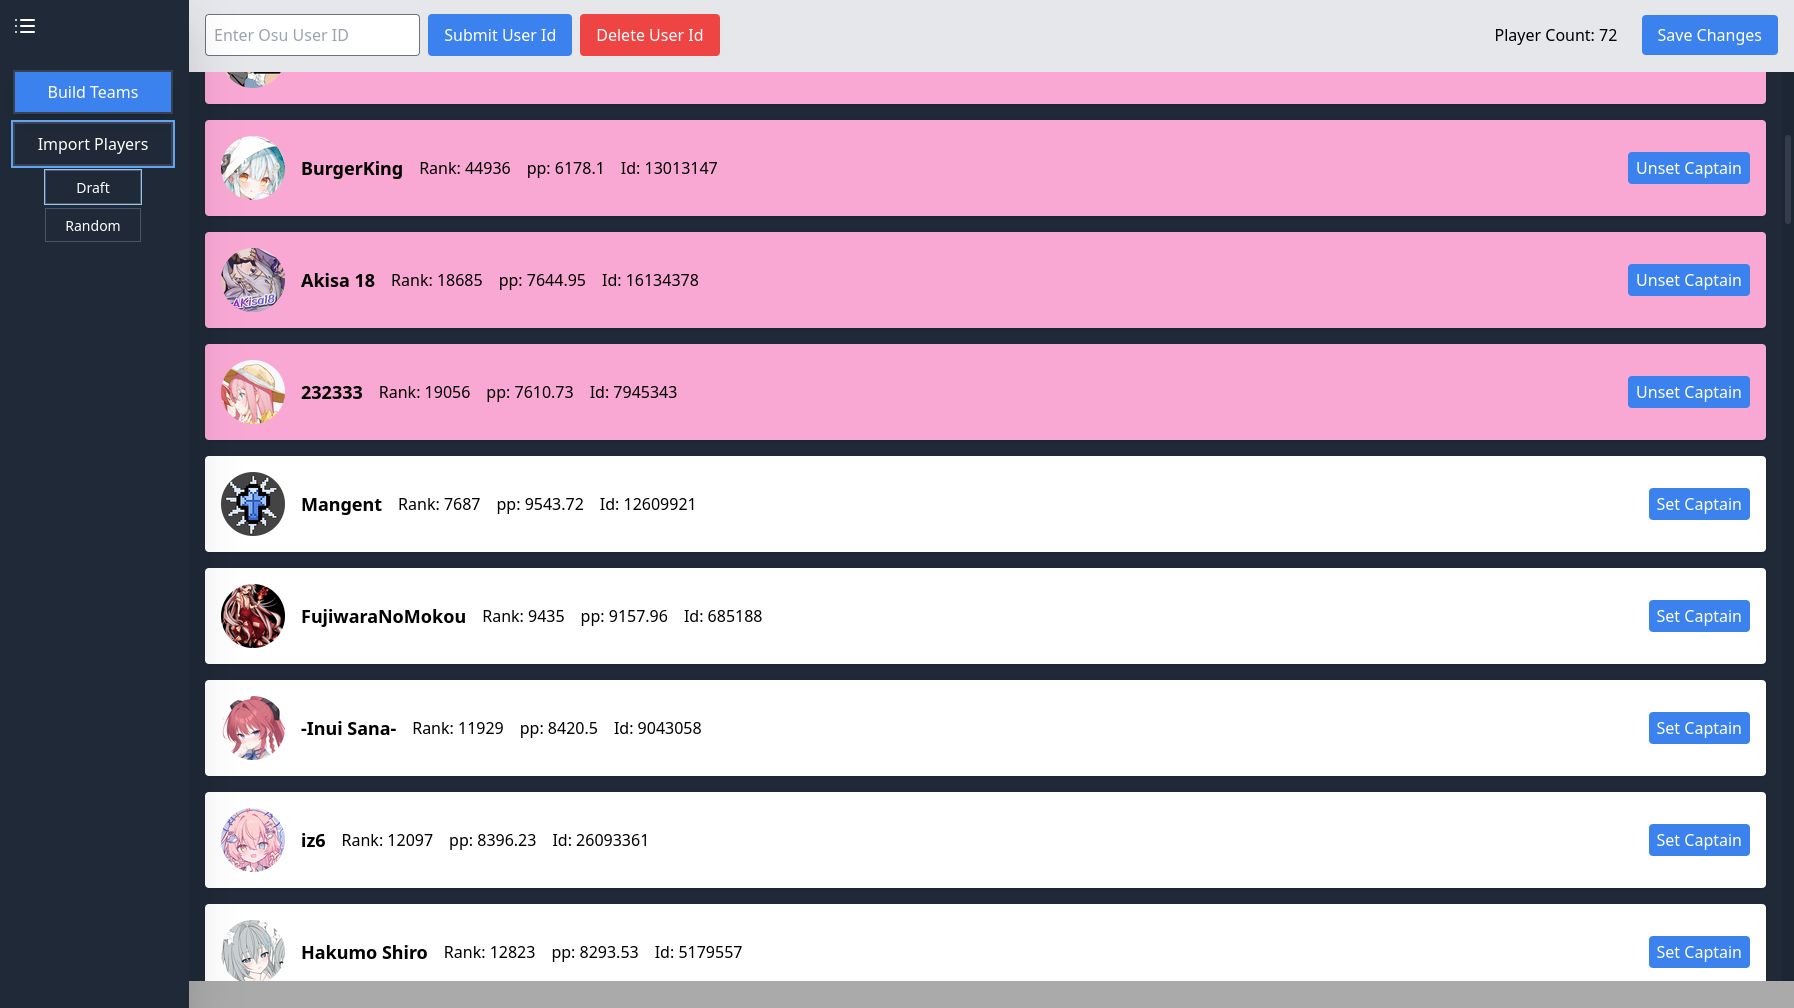 Enter Osu User ID
Submit User Id
Delete User Id
Player Count: 72
Save Changes
Build Teams
Import Players
Draft
Random
BurgerKing Rank: 44936 pp: 6178.1 Id: 13013147 Unset Captain
Akisa 18 Rank: 18685 pp: 7644.95 Id: 16134378 Unset Captain
AKisa18
232333 Rank: 19056 pp: 7610.73 Id: 7945343 Unset Captain
Mangent Rank: 7687 pp: 9543.72 Id: 12609921 Set Captain
FujiwaraNoMokou Rank: 9435 pp: 9157.96 Id: 685188 Set Captain
-Inui Sana- Rank: 11929 pp: 8420.5 Id: 9043058 Set Captain
iz6 Rank: 12097 pp: 8396.23 Id: 26093361 Set Captain
Hakumo Shiro Rank: 12823 pp: 8293.53 Id: 5179557 Set Captain